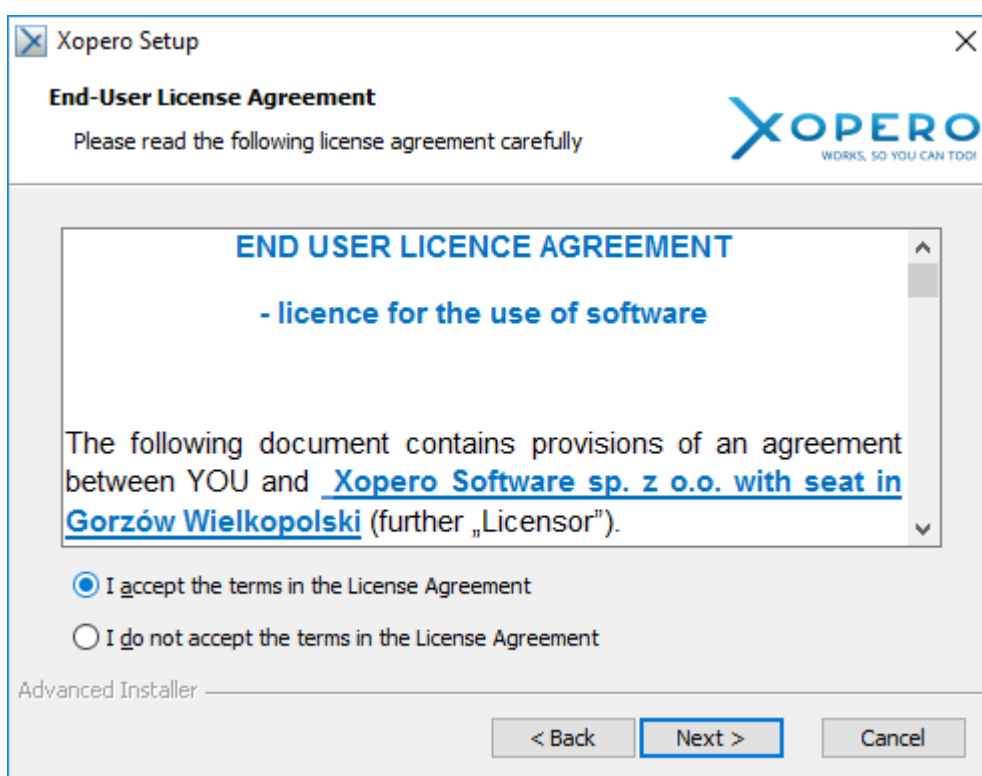 Xopero Setup
End-User License Agreement
Please read the following license agreement carefully
XOPERO
WORKS, SO YOU CAN TOO!
END USER LICENCE AGREEMENT
- licence for the use of software
The following document contains provisions of an agreement
between YOU and Xopero Software sp. z o.o. with seat in
Gorzów Wielkopolski (further „Licensor”).
I accept the terms in the License Agreement
I do not accept the terms in the License Agreement
Advanced Installer
< Back Next > Cancel